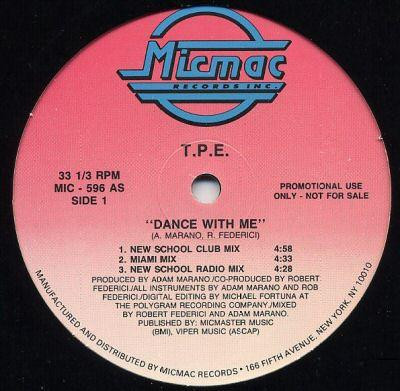 Micmac
RECORDS INC.
T.P.E.
33 1/3 RPM
MIC - 596 AS
SIDE 1
PROMOTIONAL USE
ONLY - NOT FOR SALE
"DANCE WITH ME"
(A. MARANO, R. FEDERICI)
1. NEW SCHOOL CLUB MIX 4:58
2. MIAMI MIX 4:33
3. NEW SCHOOL RADIO MIX 4:28
PRODUCED BY ADAM MARANO./CO-PRODUCED BY ROBERT
FEDERICI./ALL INSTRUMENTS BY ADAM MARANO AND ROB
FEDERICI/DIGITAL EDITING BY MICHAEL FORTUNA AT
THE POLYGRAM RECORDING COMPANY./MIXED
BY ROBERT FEDERICI AND ADAM MARANO.
PUBLISHED BY: MICMASTER MUSIC
(BMI), VIPER MUSIC (ASCAP)
MANUFACTURED AND DISTRIBUTED BY MICMAC RECORDS • 166 FIFTH AVENUE, NEW YORK, NY 10010